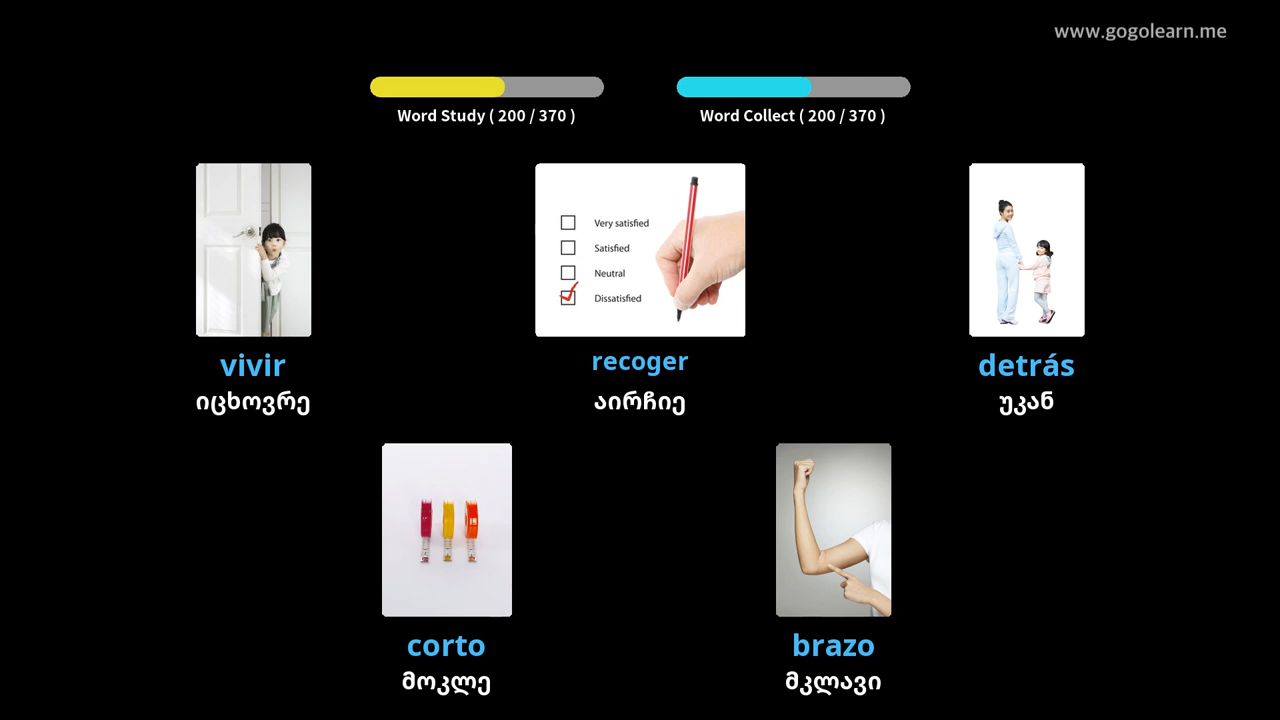 www.gogolearn.me
Word Study ( 200 / 370 )
Word Collect ( 200 / 370 )
Very satisfied
Satisfied
Neutral
Dissatisfied
vivir
იცხოვრე
recoger
აირჩიე
detrás
უკან
corto
მოკლე
brazo
მკლავი